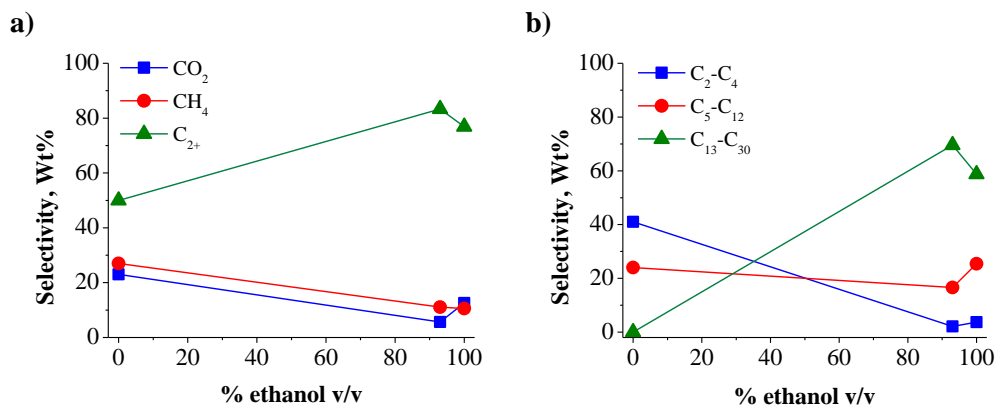 a)
100
80
60
40
20
0
Selectivity, Wt%
CO₂
CH₄
C₂₊
0 20 40 60 80 100
% ethanol v/v
b)
100
80
60
40
20
0
Selectivity, Wt%
C₂-C₄
C₅-C₁₂
C₁₃-C₃₀
0 20 40 60 80 100
% ethanol v/v